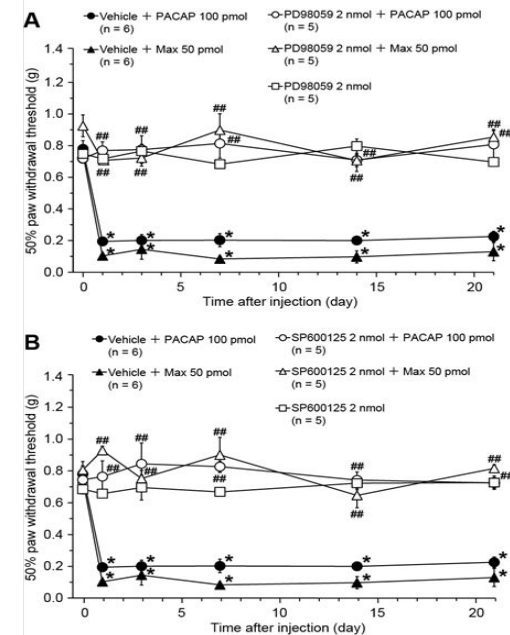 A
Vehicle + PACAP 100 pmol
(n = 6)
Vehicle + Max 50 pmol
(n = 6)
PD98059 2 nmol + PACAP 100 pmol
(n = 5)
PD98059 2 nmol + Max 50 pmol
(n = 5)
PD98059 2 nmol
(n = 5)
50% paw withdrawal threshold (g)
1.4
1.2
1.0
0.8
0.6
0.4
0.2
0.0
## ## ## ## ##
## ##
## ## ##
* * * * *
* * * * *
0 5 10 15 20
Time after injection (day)
B
Vehicle + PACAP 100 pmol
(n = 6)
Vehicle + Max 50 pmol
(n = 6)
SP600125 2 nmol + PACAP 100 pmol
(n = 5)
SP600125 2 nmol + Max 50 pmol
(n = 5)
SP600125 2 nmol
(n = 5)
50% paw withdrawal threshold (g)
1.4
1.2
1.0
0.8
0.6
0.4
0.2
0.0
## ## ## ## ##
## ## ## ##
##
* * * * *
* * * * *
0 5 10 15 20
Time after injection (day)